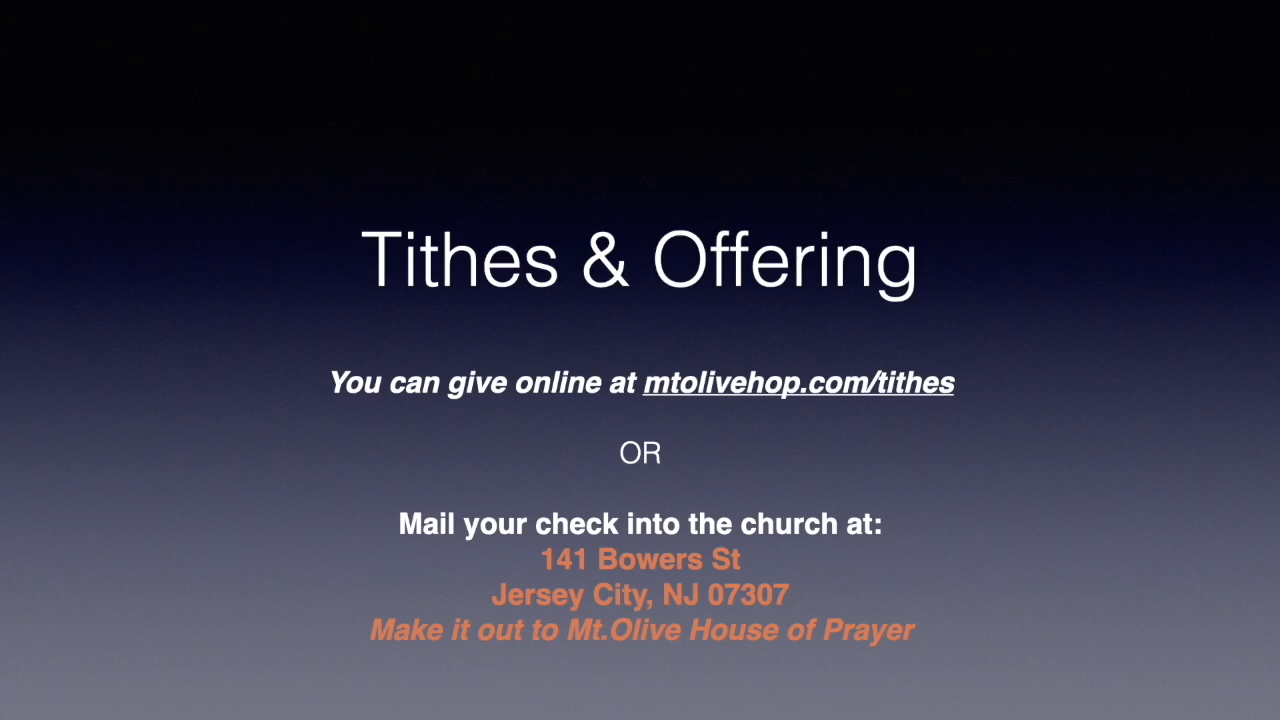 Tithes & Offering
You can give online at mtolivehop.com/tithes
OR
Mail your check into the church at:
141 Bowers St
Jersey City, NJ 07307
Make it out to Mt.Olive House of Prayer